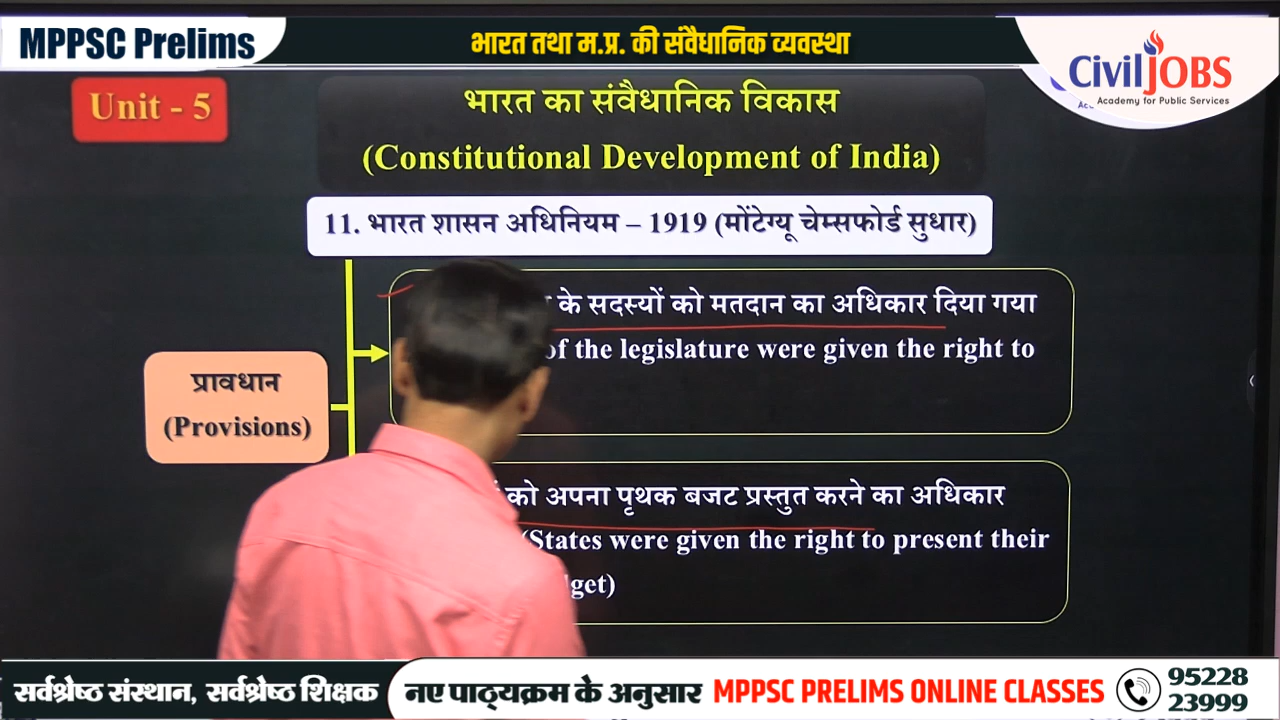 MPPSC Prelims
भारत तथा म.प्र. की संवैधानिक व्यवस्था
CivilJOBS
Academy for Public Services
Unit - 5
भारत का संवैधानिक विकास
(Constitutional Development of India)
11. भारत शासन अधिनियम – 1919 (मोंटेग्यू चेम्सफोर्ड सुधार)
के सदस्यों को मतदान का अधिकार दिया गया
of the legislature were given the right to
प्रावधान
(Provisions)
को अपना पृथक बजट प्रस्तुत करने का अधिकार
(States were given the right to present their
सर्वश्रेष्ठ संस्थान, सर्वश्रेष्ठ शिक्षक
नए पाठ्यक्रम के अनुसार MPPSC PRELIMS ONLINE CLASSES
95228
23999